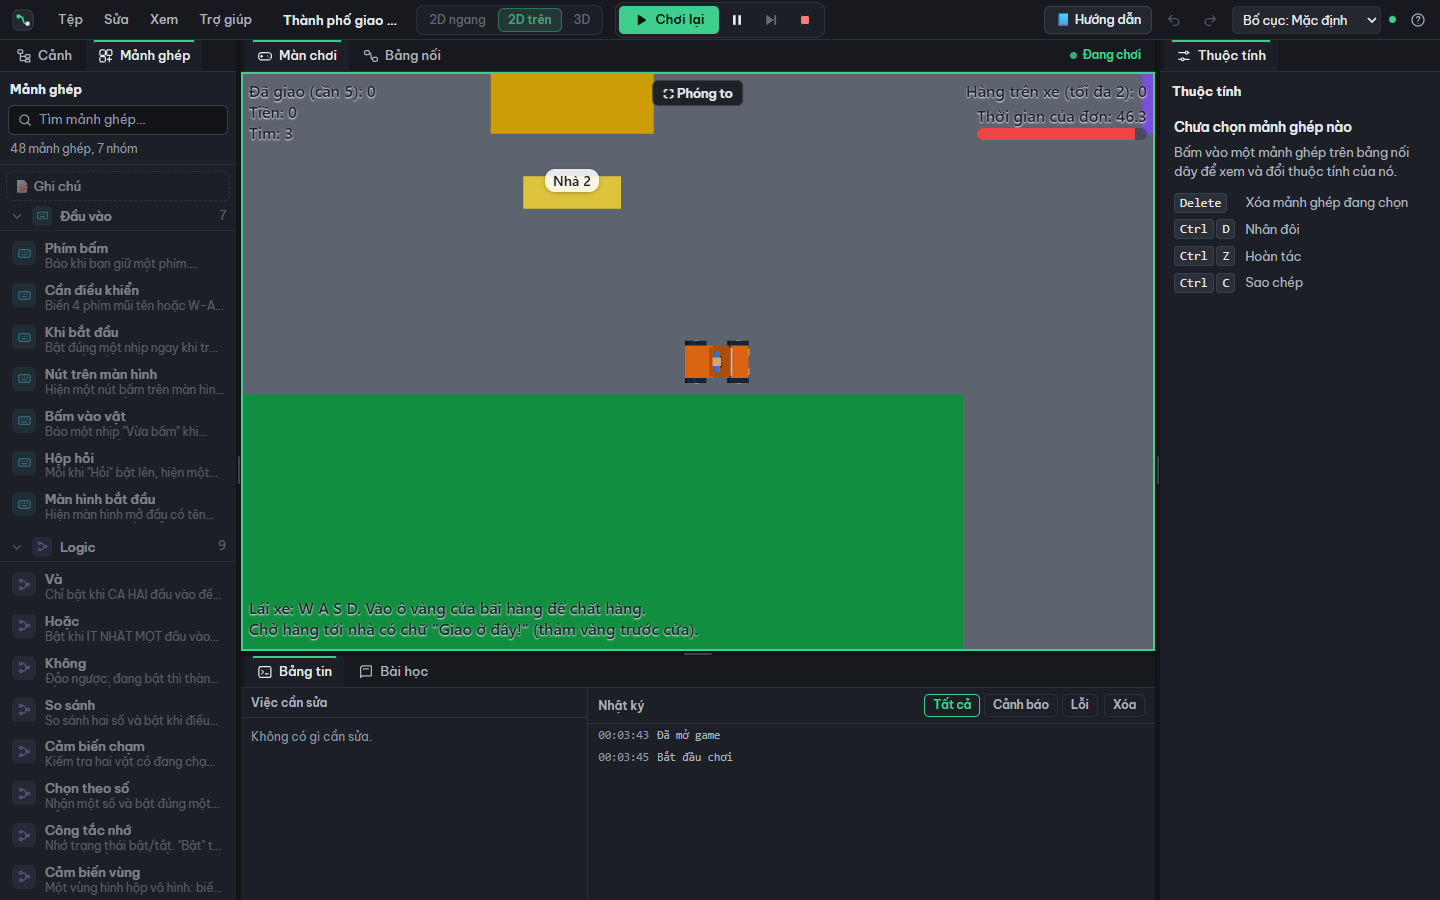 Tệp Sửa Xem Trợ giúp Thành phố giao ... 2D ngang 2D trên 3D Chơi lại Hướng dẫn Bố cục: Mặc định
Cảnh Mảnh ghép
Mảnh ghép
Tìm mảnh ghép...
48 mảnh ghép, 7 nhóm
Ghi chú
Đầu vào 7
Phím bấm
Báo khi bạn giữ một phím....
Cần điều khiển
Biến 4 phím mũi tên hoặc W-A...
Khi bắt đầu
Bật đúng một nhịp ngay khi tr...
Nút trên màn hình
Hiện một nút bấm trên màn hìn...
Bấm vào vật
Báo một nhịp "Vừa bấm" khi...
Hộp hỏi
Mỗi khi "Hỏi" bật lên, hiện một...
Màn hình bắt đầu
Hiện màn hình mở đầu có tên...
Logic 9
Và
Chỉ bật khi CẢ HAI đầu vào đề...
Hoặc
Bật khi ÍT NHẤT MỘT đầu vào...
Không
Đảo ngược: đang bật thì thàn...
So sánh
So sánh hai số và bật khi điều...
Cảm biến chạm
Kiểm tra hai vật có đang chạ...
Chọn theo số
Nhận một số và bật đúng một...
Công tắc nhớ
Nhớ trạng thái bật/tắt. "Bật" t...
Cảm biến vùng
Một vùng hình hộp vô hình: biế...
Màn chơi Bảng nối Đang chơi
Đã giao (cần 5): 0
Tiền: 0
Tim: 3
Phóng to
Hàng trên xe (tối đa 2): 0
Thời gian của đơn: 46.3
Nhà 2
Lái xe: W A S D. Vào ô vàng của bãi hàng để chất hàng.
Chở hàng tới nhà có chữ "Giao ở đây!" (thảm vàng trước cửa).
Bảng tin Bài học
Việc cần sửa
Không có gì cần sửa.
Nhật ký Tất cả Cảnh báo Lỗi Xóa
00:03:43 Đã mở game
00:03:45 Bắt đầu chơi
Thuộc tính
Thuộc tính
Chưa chọn mảnh ghép nào
Bấm vào một mảnh ghép trên bảng nối
dây để xem và đổi thuộc tính của nó.
Delete Xóa mảnh ghép đang chọn
Ctrl D Nhân đôi
Ctrl Z Hoàn tác
Ctrl C Sao chép